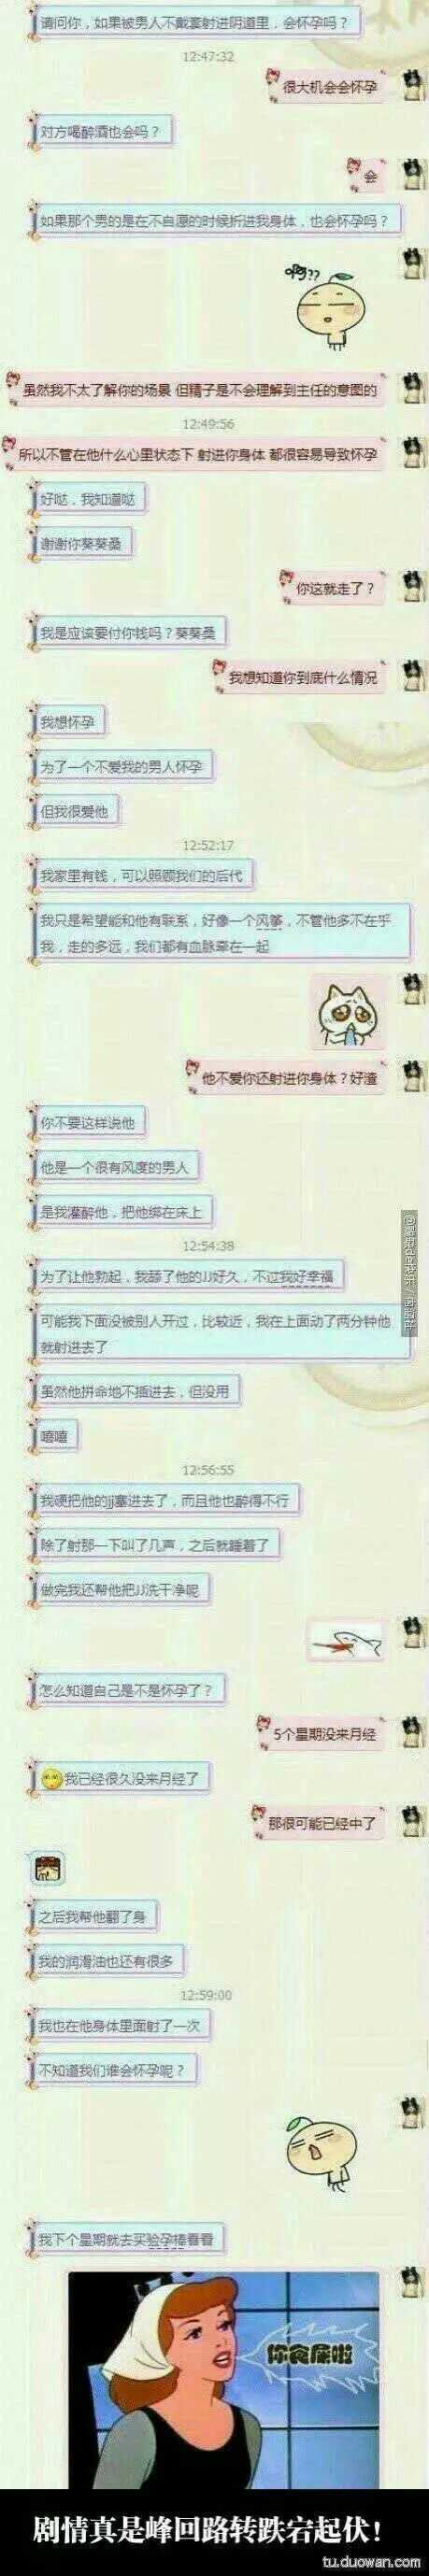 请问你，如果被男人不戴套射进阴道里，会怀孕吗？
12:47:32
很大机会会怀孕
对方喝醉酒也会吗？
会
如果那个男的是在不自愿的时候折进我身体，也会怀孕吗？
啊??
虽然我不太了解你的场景 但精子是不会理解到主任的意图的
12:49:56
所以不管在他什么心里状态下 射进你身体 都很容易导致怀孕
好哒，我知道哒
谢谢你葵葵桑
你这就走了？
我是应该要付你钱吗？葵葵桑
我想知道你到底什么情况
我想怀孕
为了一个不爱我的男人怀孕
但我很爱他
12:52:17
我家里有钱，可以照顾我们的后代
我只是希望能和他有联系，好像一个风筝，不管他多不在乎
我，走的多远，我们都有血脉牵在一起
他不爱你还射进你身体？好渣
你不要这样说他
他是一个很有风度的男人
是我灌醉他，把他绑在床上
12:54:38
为了让他勃起，我舔了他的JJ好久，不过我好幸福
可能我下面没被别人开过，比较近，我在上面动了两分钟他
就射进去了
虽然他拼命地不插进去，但没用
嘻嘻
12:56:55
我硬把他的jj塞进去了，而且他也醉得不行
除了射那一下叫了几声，之后就睡着了
做完我还帮他把JJ洗干净呢
怎么知道自己是不是怀孕了？
5个星期没来月经
我已经很久没来月经了
那很可能已经中了
之后我帮他翻了身
我的润滑油也还有很多
12:59:00
我也在他身体里面射了一次
不知道我们谁会怀孕呢？
我下个星期就去买验孕棒看看
你食屎啦
剧情真是峰回路转跌宕起伏！
tu.duowan.com